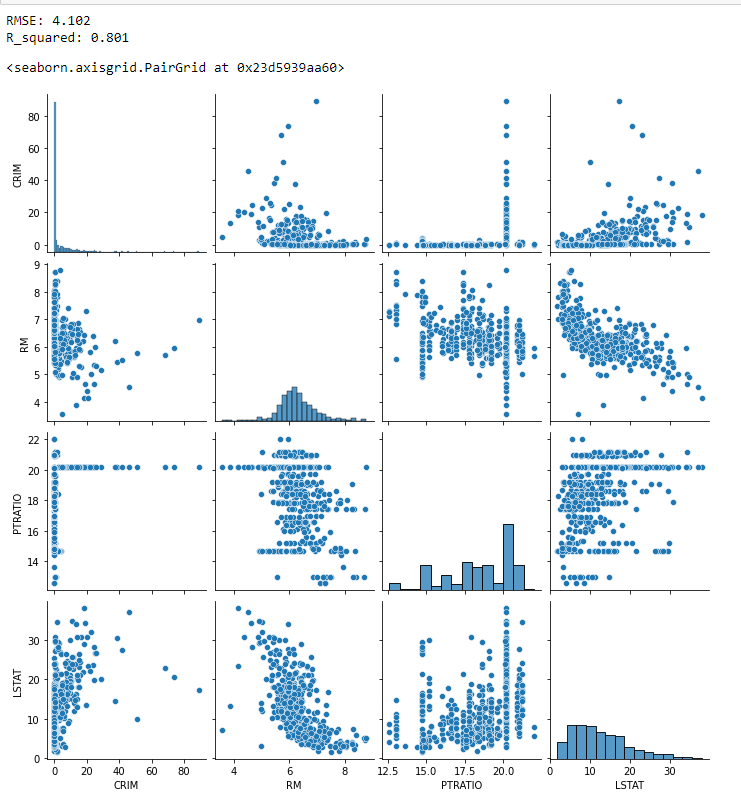 RMSE: 4.102
R_squared: 0.801
<seaborn.axisgrid.PairGrid at 0x23d5939aa60>
80
60
40
20
0
CRIM
9
8
7
6
5
4
RM
22
20
18
16
14
PTRATIO
30
20
10
0
LSTAT
0 20 40 60 80
CRIM
4 6 8
RM
12.5 15.0 17.5 20.0
PTRATIO
0 10 20 30
LSTAT